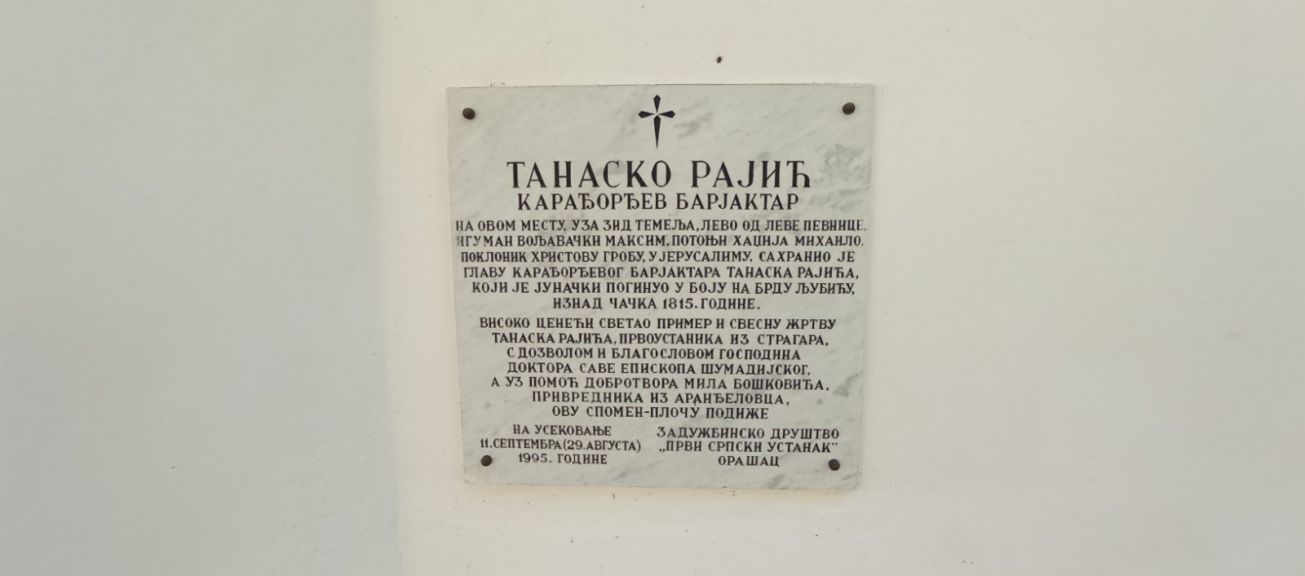 ТАНАСКО РАЈИЋ
КАРАЂОРЂЕВ БАРЈАКТАР
НА ОВОМ МЕСТУ, УЗА ЗИД ТЕМЕЉА, ЛЕВО ОД ЛЕВЕ ПЕВНИЦЕ,
ИГУМАН ВОЉАВАЧКИ МАКСИМ, ПОТОЊИ ХАЏИЈА МИХАИЛО,
ПОКЛОНИК ХРИСТОВУ ГРОБУ, У ЈЕРУСАЛИМУ, САХРАНИО ЈЕ
ГЛАВУ КАРАЂОРЂЕВОГ БАРЈАКТАРА ТАНАСКА РАЈИЋА,
КОЈИ ЈЕ ЈУНАЧКИ ПОГИНУО У БОЈУ НА БРДУ ЉУБИЋУ,
ИЗНАД ЧАЧКА 1815. ГОДИНЕ.
ВИСОКО ЦЕНЕЋИ СВЕТАО ПРИМЕР И СВЕСНУ ЖРТВУ
ТАНАСКА РАЈИЋА, ПРВОУСТАНИКА ИЗ СТРАГАРА,
С ДОЗВОЛОМ И БЛАГОСЛОВОМ ГОСПОДИНА
ДОКТОРА САВЕ ЕПИСКОПА ШУМАДИЈСКОГ,
А УЗ ПОМОЋ ДОБРОТВОРА МИЛА БОШКОВИЋА,
ПРИВРЕДНИКА ИЗ АРАНЂЕЛОВЦА,
ОВУ СПОМЕН-ПЛОЧУ ПОДИЖЕ
НА УСЕКОВАЊЕ
11. СЕПТЕМБРА (29. АВГУСТА)
1995. ГОДИНЕ
ЗАДУЖБИНСКО ДРУШТВО
„ПРВИ СРПСКИ УСТАНАК"
ОРАШАЦ